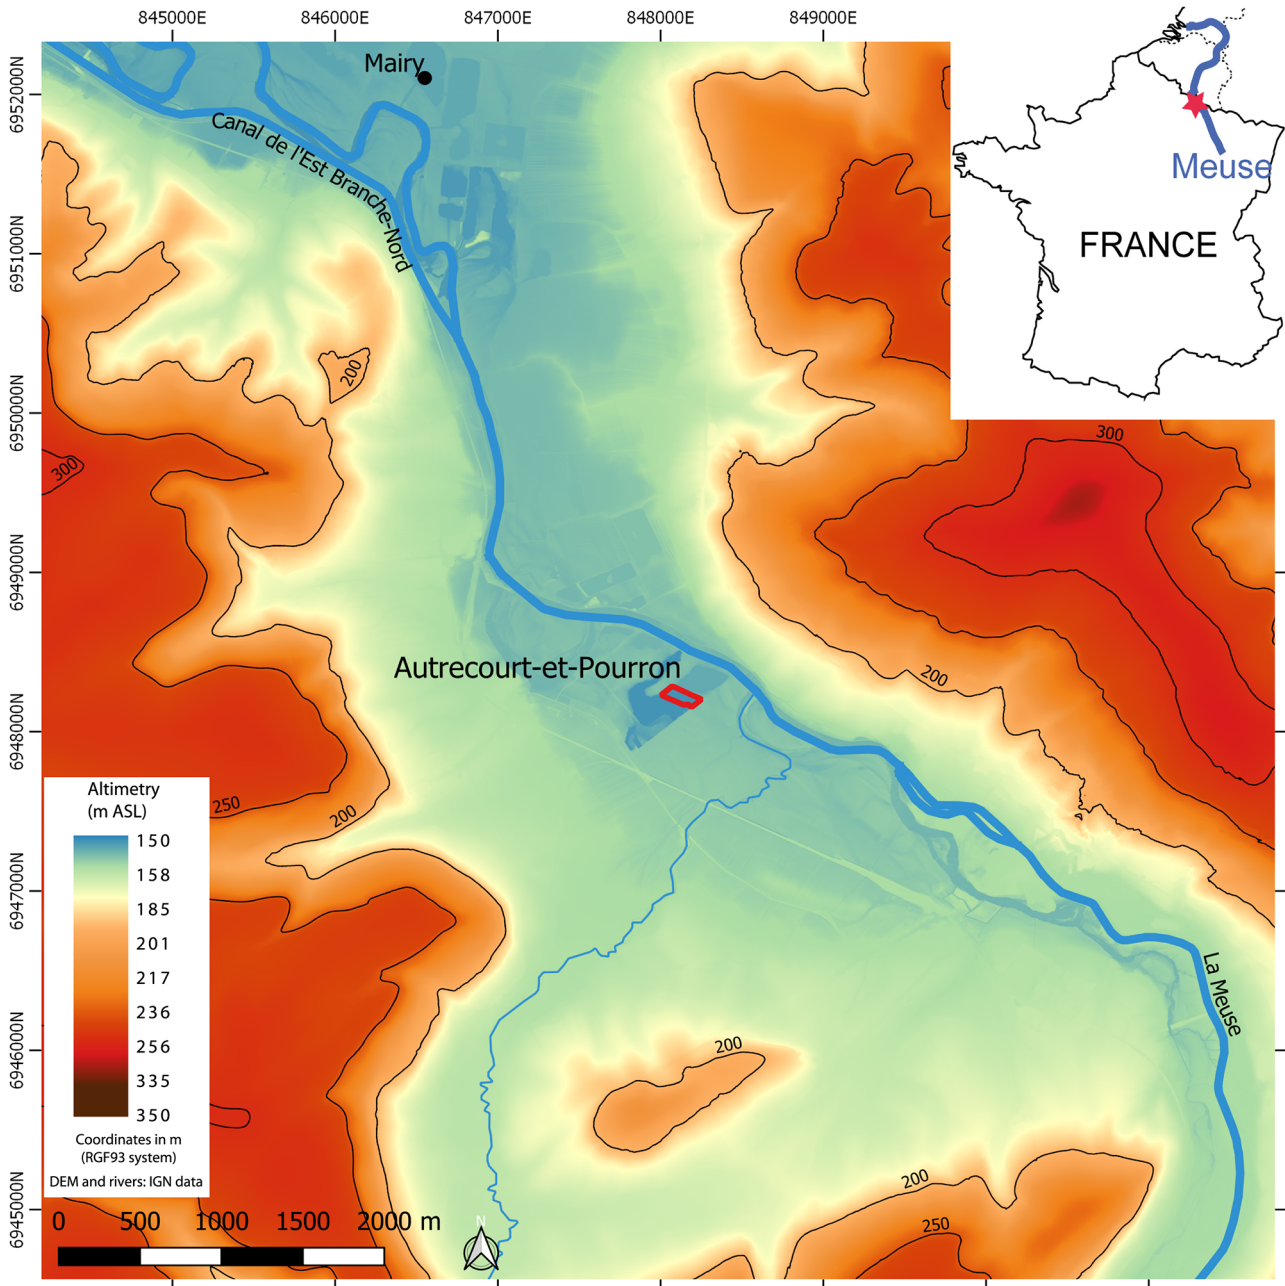 845000E 846000E 847000E 848000E 849000E
6952000N
6951000N
6950000N
6949000N
6948000N
6947000N
6946000N
6945000N
Mairy
Canal de l'Est Branche-Nord
Meuse
FRANCE
200
300
300
Autrecourt-et-Pourron
200
250
200
La Meuse
200
200
250
Altimetry
(m ASL)
150
158
185
201
217
236
256
335
350
Coordinates in m
(RGF93 system)
DEM and rivers: IGN data
0 500 1000 1500 2000 m
N